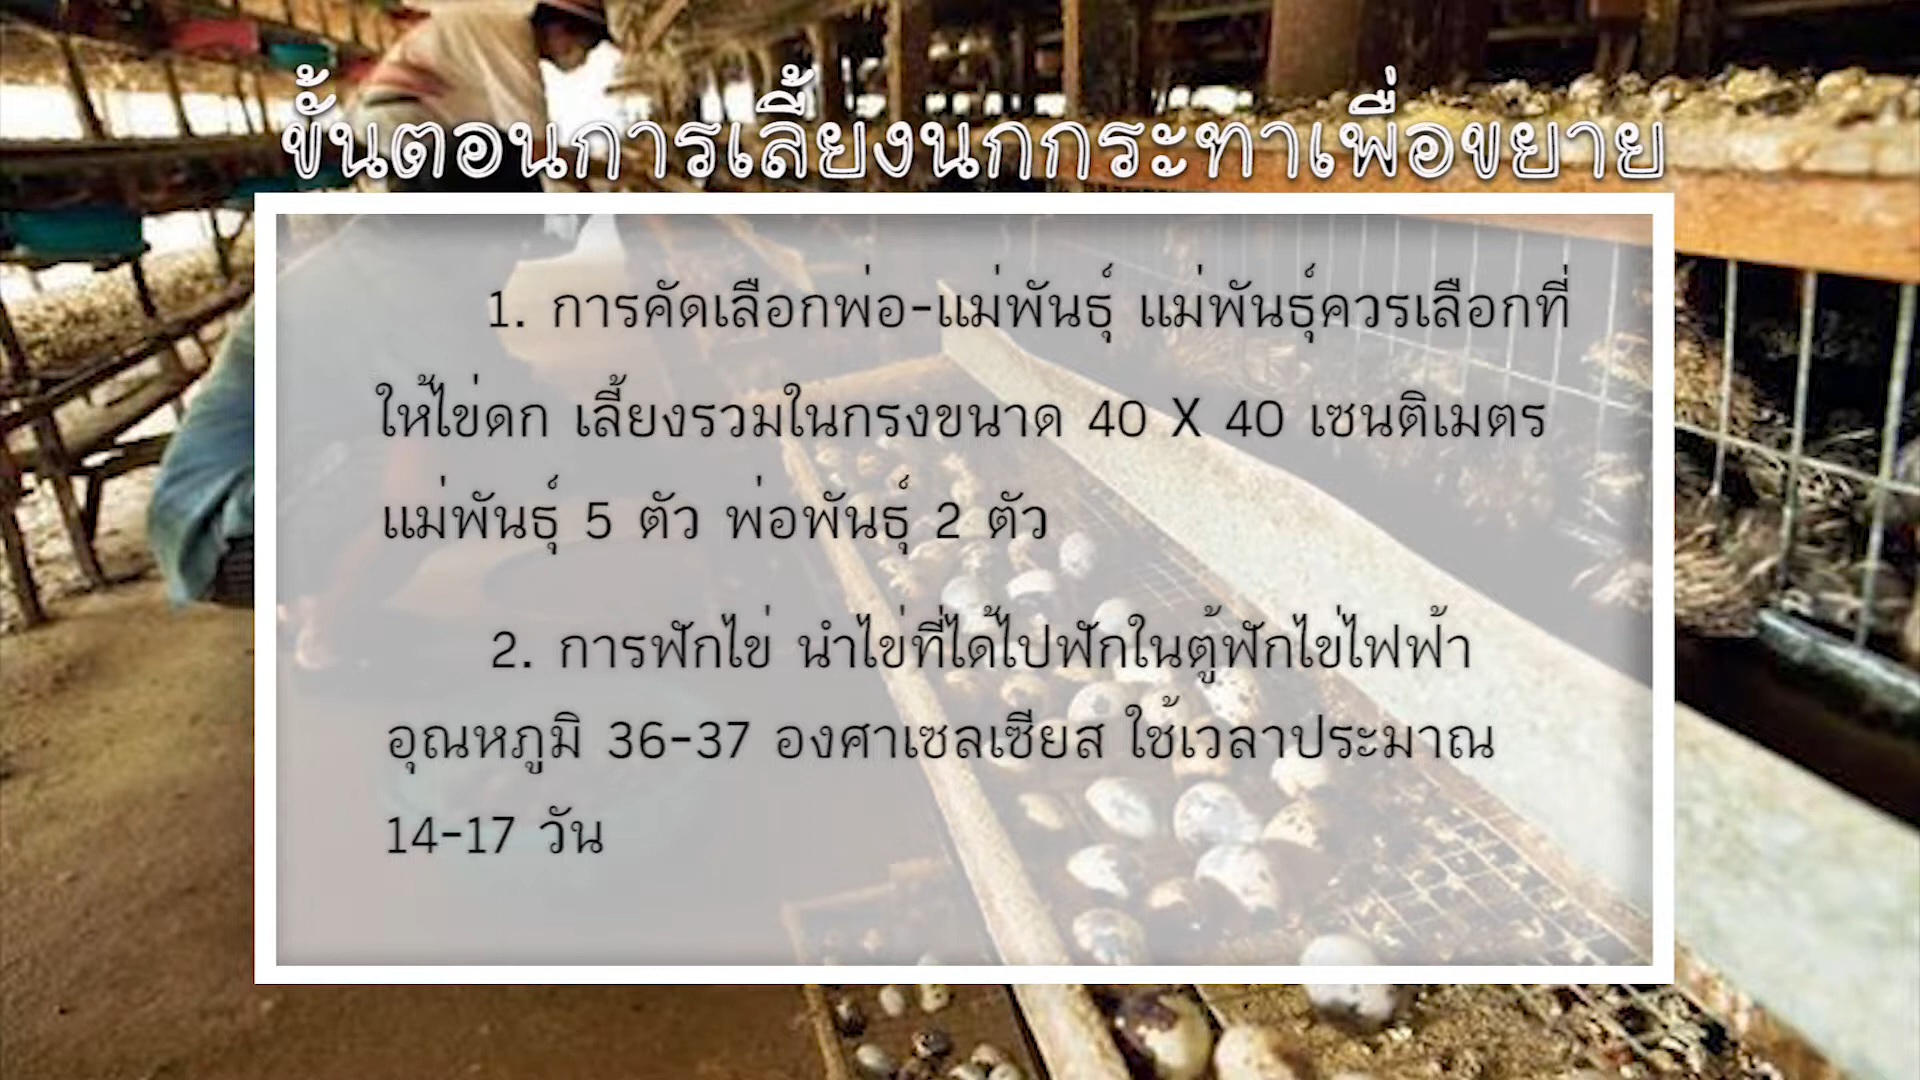 ขั้นตอนการเลี้ยงนกกระทาเพื่อขยาย
1. การคัดเลือกพ่อ-แม่พันธุ์ แม่พันธุ์ควรเลือกที่
ให้ไข่ดก เลี้ยงรวมในกรงขนาด 40 X 40 เซนติเมตร
แม่พันธุ์ 5 ตัว พ่อพันธุ์ 2 ตัว
2. การฟักไข่ นำไข่ที่ได้ไปฟักในตู้ฟักไข่ไฟฟ้า
อุณหภูมิ 36-37 องศาเซลเซียส ใช้เวลาประมาณ
14-17 วัน